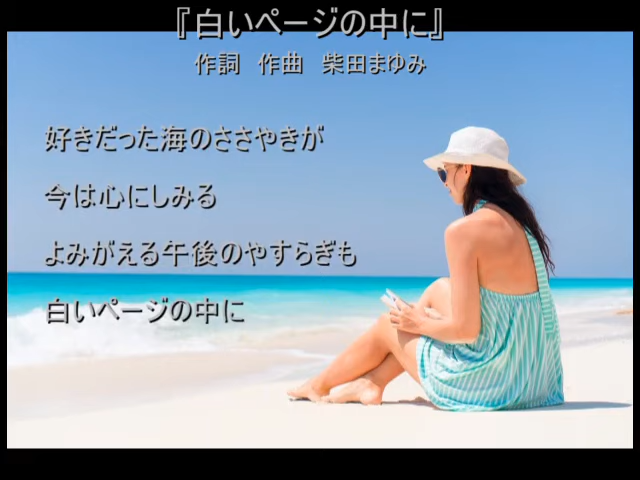 『白いページの中に』
作詞 作曲 柴田まゆみ
好きだった海のささやきが
今は心にしみる
よみがえる午後のやすらぎも
白いページの中に